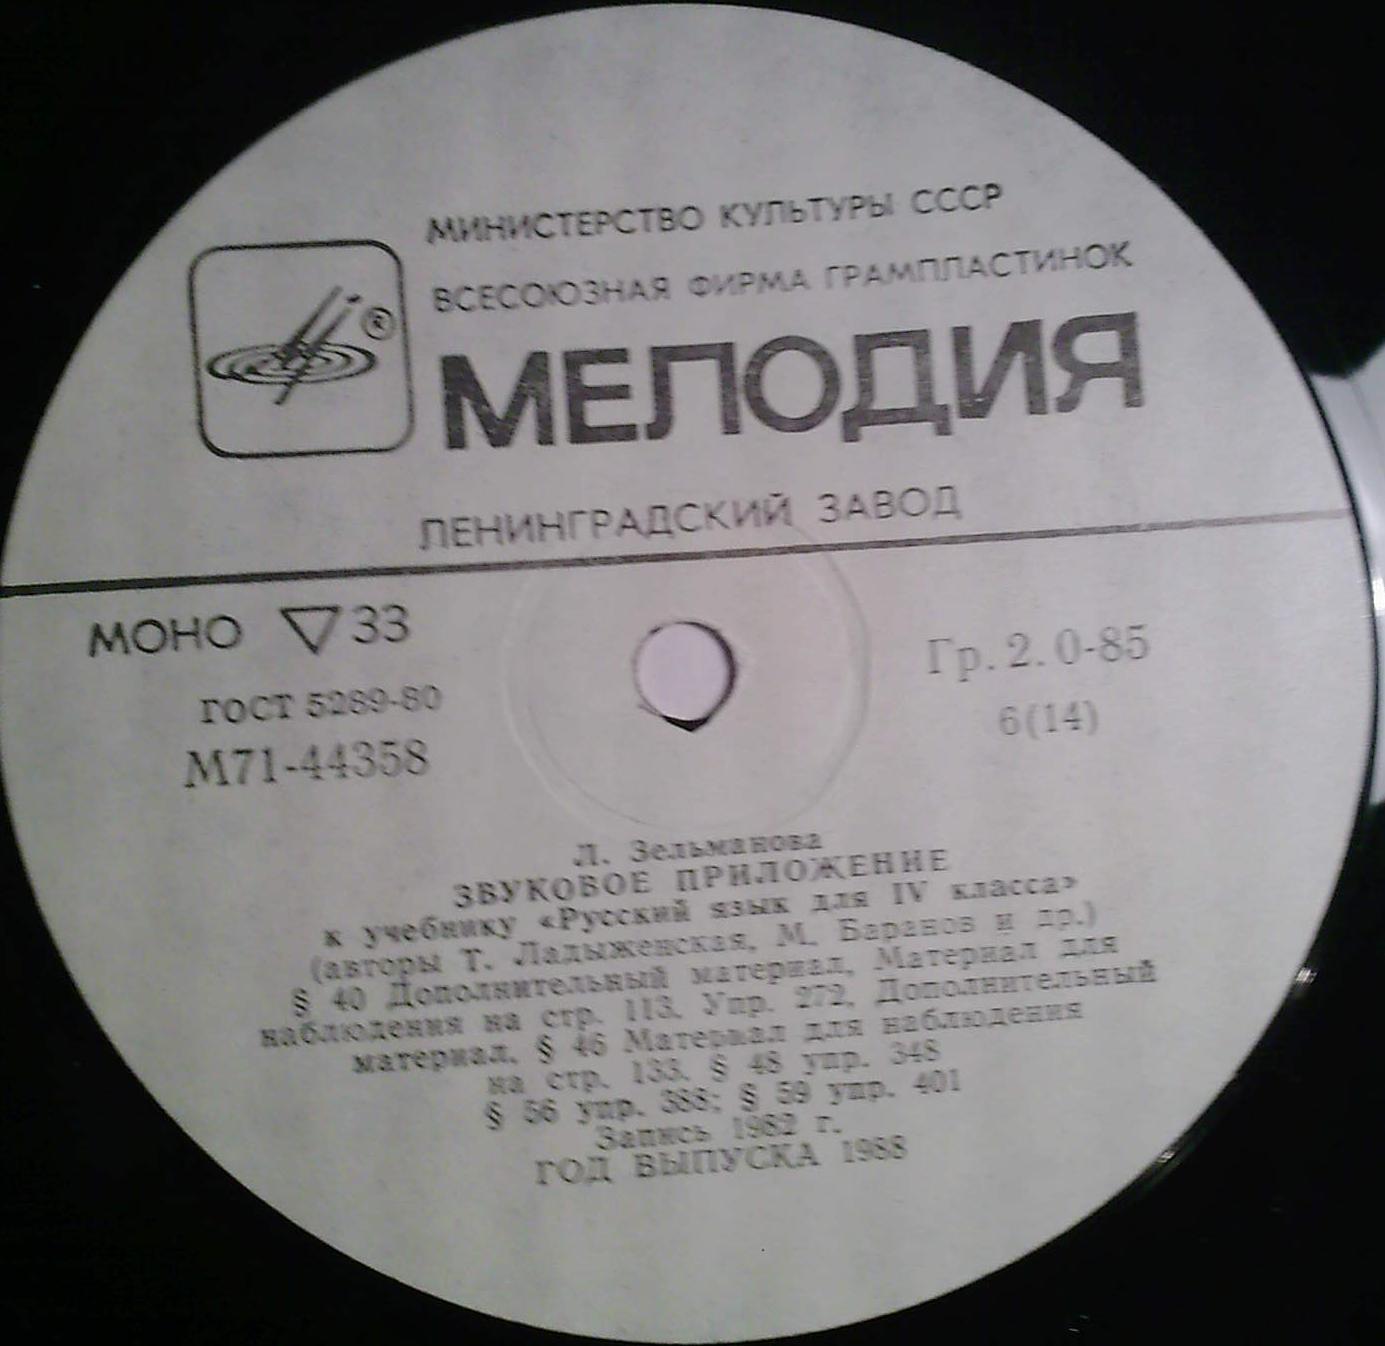 МИНИСТЕРСТВО КУЛЬТУРЫ СССР
ВСЕСОЮЗНАЯ ФИРМА ГРАМПЛАСТИНОК
®
МЕЛОДИЯ
ЛЕНИНГРАДСКИЙ ЗАВОД
МОНО ▽33
ГОСТ 5289-80
М71-44358
Гр. 2. 0-85
6(14)
Л. Зельманова
ЗВУКОВОЕ ПРИЛОЖЕНИЕ
к учебнику «Русский язык для IV класса»
(авторы Т. Ладыженская, М. Баранов и др.)
§ 40 Дополнительный материал, Материал для
наблюдения на стр. 113. Упр. 272, Дополнительный
материал. § 46 Материал для наблюдения
на стр. 133. § 48 упр. 348
§ 56 упр. 388; § 59 упр. 401
Запись 1982 г.
ГОД ВЫПУСКА 1988